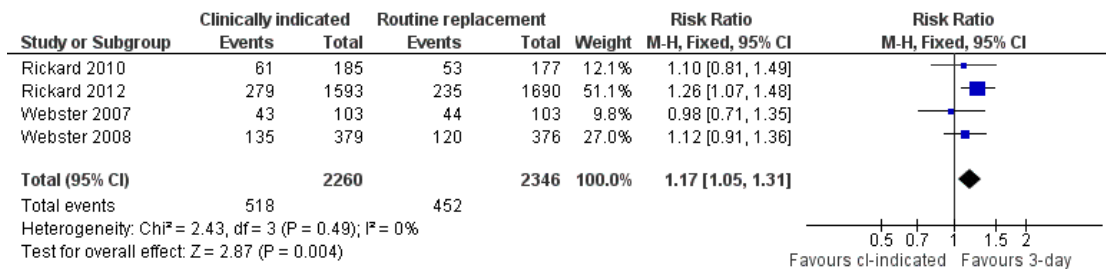 Clinically indicated Routine replacement Risk Ratio Risk Ratio
Study or Subgroup Events Total Events Total Weight M-H, Fixed, 95% CI M-H, Fixed, 95% CI
Rickard 2010 61 185 53 177 12.1% 1.10 [0.81, 1.49]
Rickard 2012 279 1593 235 1690 51.1% 1.26 [1.07, 1.48]
Webster 2007 43 103 44 103 9.8% 0.98 [0.71, 1.35]
Webster 2008 135 379 120 376 27.0% 1.12 [0.91, 1.36]
Total (95% CI) 2260 2346 100.0% 1.17 [1.05, 1.31]
Total events 518 452
Heterogeneity: Chi² = 2.43, df = 3 (P = 0.49); I² = 0%
Test for overall effect: Z = 2.87 (P = 0.004)
0.5 0.7 1 1.5 2
Favours cl-indicated Favours 3-day